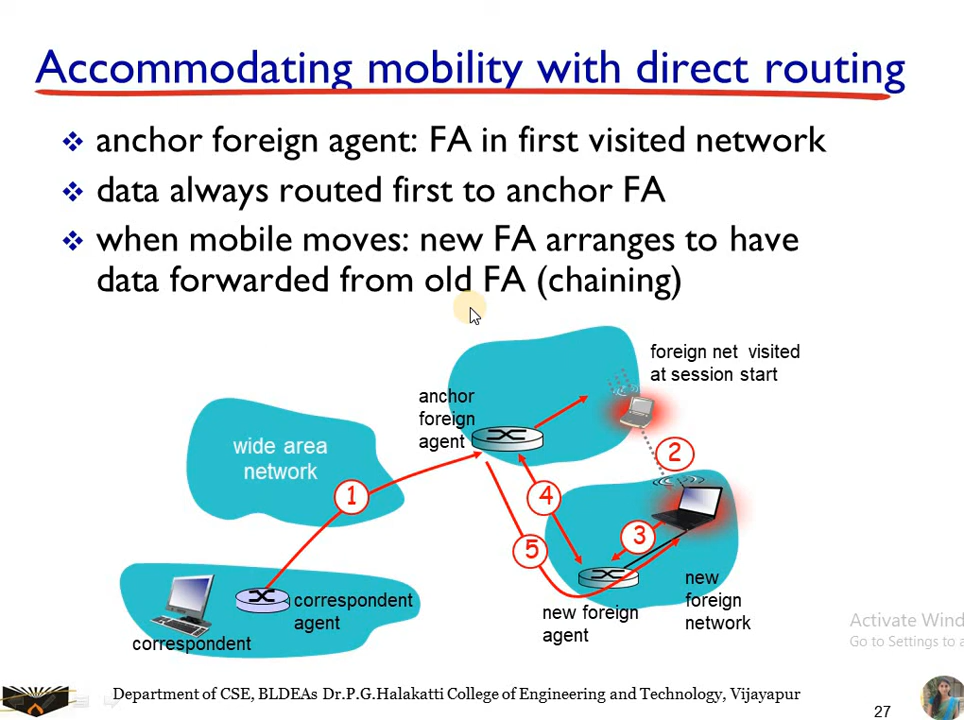 Accommodating mobility with direct routing
anchor foreign agent: FA in first visited network
data always routed first to anchor FA
when mobile moves: new FA arranges to have
data forwarded from old FA (chaining)
foreign net visited
at session start
anchor
foreign
agent
wide area
network
2
1
4
3
5
correspondent
agent
correspondent
new foreign
agent
new
foreign
network
Activate Wind
Go to Settings to a
Department of CSE, BLDEAs Dr.P.G.Halakatti College of Engineering and Technology, Vijayapur
27